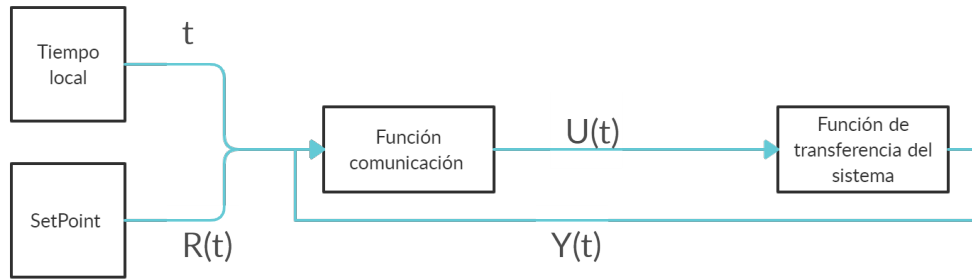 Tiempo
local
t
SetPoint
R(t)
Función
comunicación
U(t)
Función de
transferencia del
sistema
Y(t)